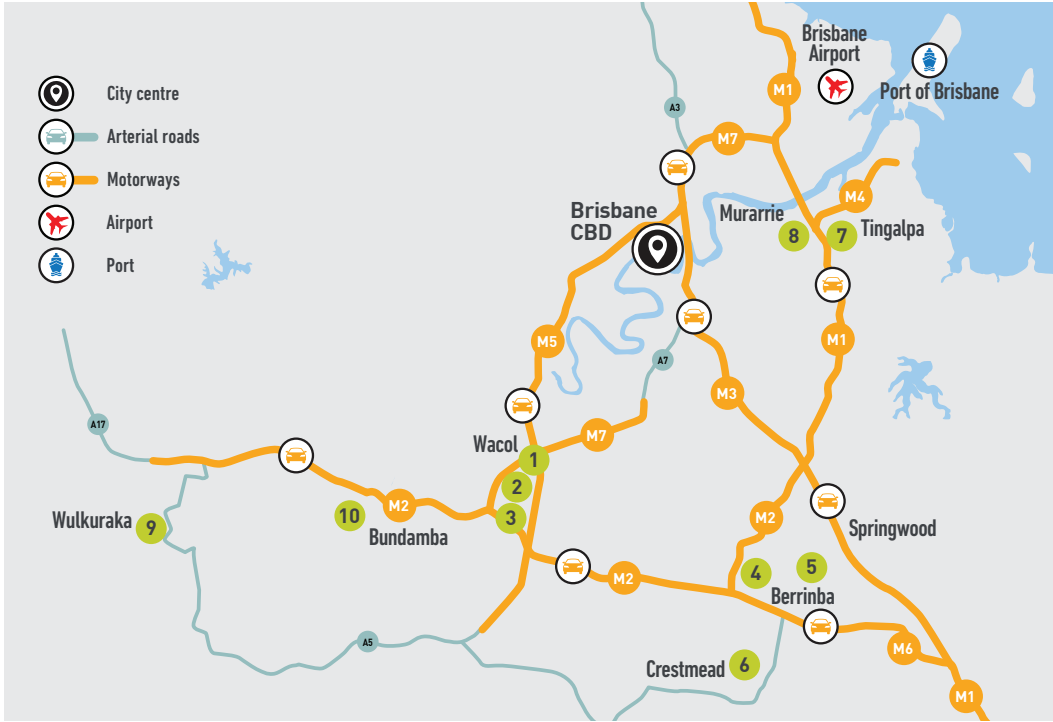 City centre
Arterial roads
Motorways
Airport
Port
Brisbane
Airport
Port of Brisbane
M1
A3
M7
M4
Murarrie
8
7
Tingalpa
Brisbane
CBD
M5
M1
A7
M3
A17
M7
Wacol
1
2
3
M2
10
Bundamba
Wulkuraka
9
M2
Springwood
M2
4
5
Berrinba
A5
M6
Crestmead
6
M1